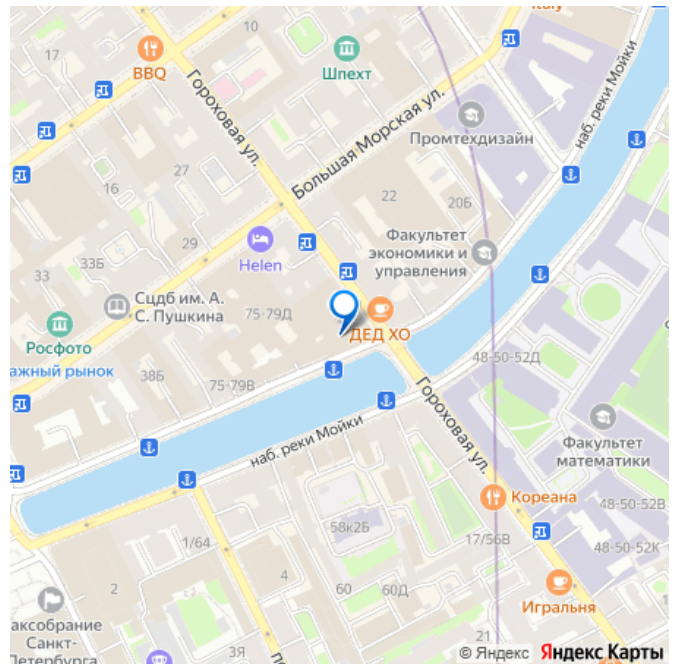 Italy
17
BBQ
10
Шпехт
Гороховая ул.
Большая Морская ул.
Промтехдизайн
наб. реки Мойки
27
16
22
20Б
29
Helen
Факультет
экономики и
управления
33
33Б
Сцдб им. А.
С. Пушкина
75-79Д
Росфото
ажный рынок
ДЕД ХО
38Б
75-79В
48-50-52Д
Гороховая ул.
наб. реки Мойки
Факультет
математики
Кореана
48-50-52В
58к2Б
17/56В
48-50-52К
1/64
4
2
60
60Д
Игральня
аксобрание
Санкт-
Петербурга
3Я
21
© Яндекс Яндекс Карты